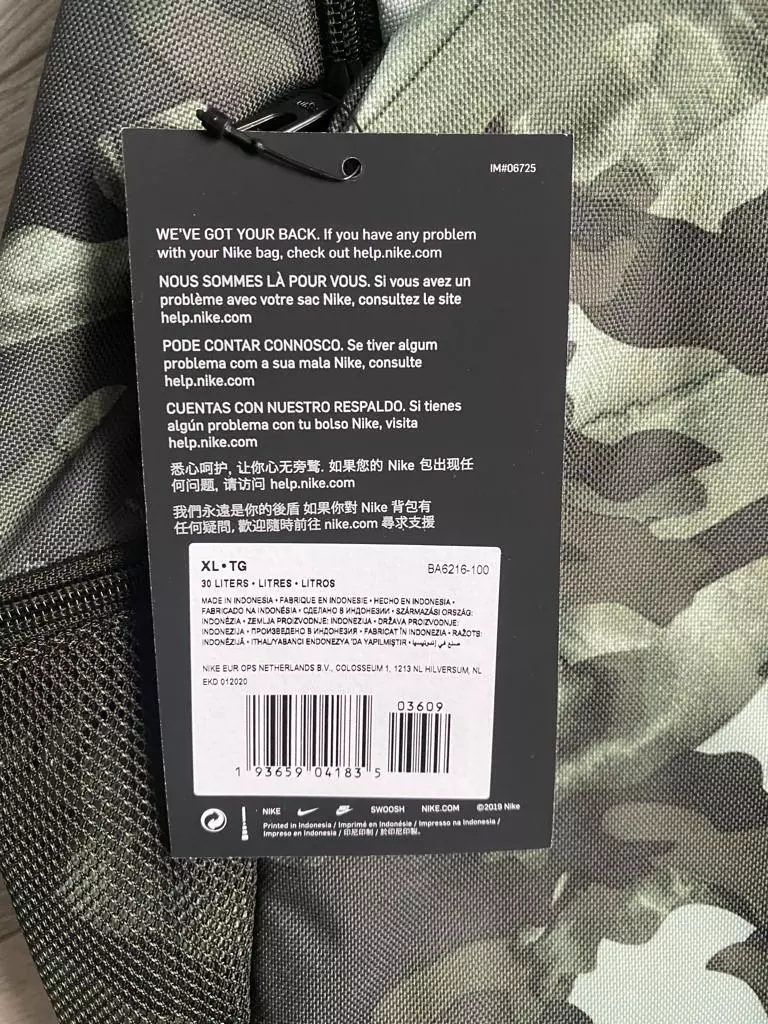 IM#06725
WE'VE GOT YOUR BACK. If you have any problem
with your Nike bag, check out help.nike.com
NOUS SOMMES LÀ POUR VOUS. Si vous avez un
problème avec votre sac Nike, consultez le site
help.nike.com
PODE CONTAR CONNOSCO. Se tiver algum
problema com a sua mala Nike, consulte
help.nike.com
CUENTAS CON NUESTRO RESPALDO. Si tienes
algún problema con tu bolso Nike, visita
help.nike.com
悉心呵护, 让你心无旁骛. 如果您的 Nike 包出现任
何问题, 请访问 help.nike.com
我們永遠是你的後盾 如果你對 Nike 背包有
任何疑問, 歡迎隨時前往 nike.com 尋求支援
XL•TG BA6216-100
30 LITERS • LITRES • LITROS
MADE IN INDONESIA • FABRIQUE EN INDONESIE • HECHO EN INDONESIA •
FABRICADO NA INDONÉSIA • СДЕЛАНО В ИНДОНЕЗИИ • SZÁRMAZÁSI ORSZÁG:
INDONÉZIA • ZEMLJA PROIZVODNJE: INDONEZIJA • DRŽAVA PROIZVODNJE:
INDONEZIJA • ПРОИЗВЕДЕНО В ИНДОНЕЗИЯ • FABRICAT ÎN INDONEZIA • RAŽOTS:
INDONĒZIJĀ • ITHAL/YABANCI ENDONEZYA 'DA YAPILMIŞTIR • صنع في إندونيسيا
NIKE EUR OPS NETHERLANDS B.V., COLOSSEUM 1, 1213 NL HILVERSUM, NL
EKD 012020
03609
1 93659 04183 5
NIKE SWOOSH NIKE.COM ©2019 Nike
Printed in Indonesia / Imprimé en Indonésie / Impresso na Indonesia /
Impreso en Indonesia / 印尼印制 / 於印尼印製.